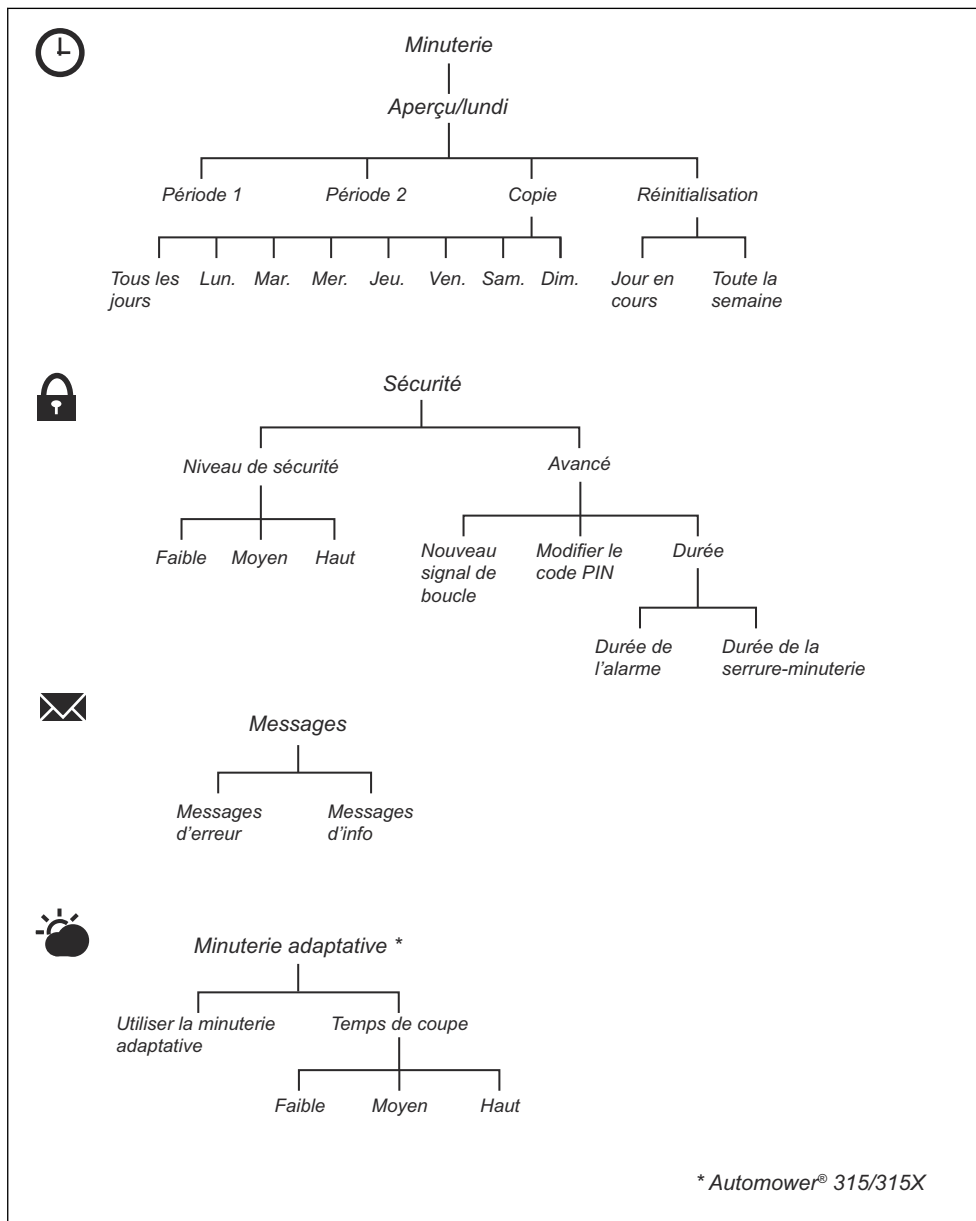 Minuterie
Aperçu/lundi
Période 1
Période 2
Copie
Réinitialisation
Tous les
jours
Lun.
Mar.
Mer.
Jeu.
Ven.
Sam.
Dim.
Jour en
cours
Toute la
semaine
Sécurité
Niveau de sécurité
Avancé
Faible
Moyen
Haut
Nouveau
signal de
boucle
Modifier le
code PIN
Durée
Durée de
l'alarme
Durée de la
serrure-minuterie
Messages
Messages
d'erreur
Messages
d'info
Minuterie adaptative *
Utiliser la minuterie
adaptative
Temps de coupe
Faible
Moyen
Haut
* Automower® 315/315X